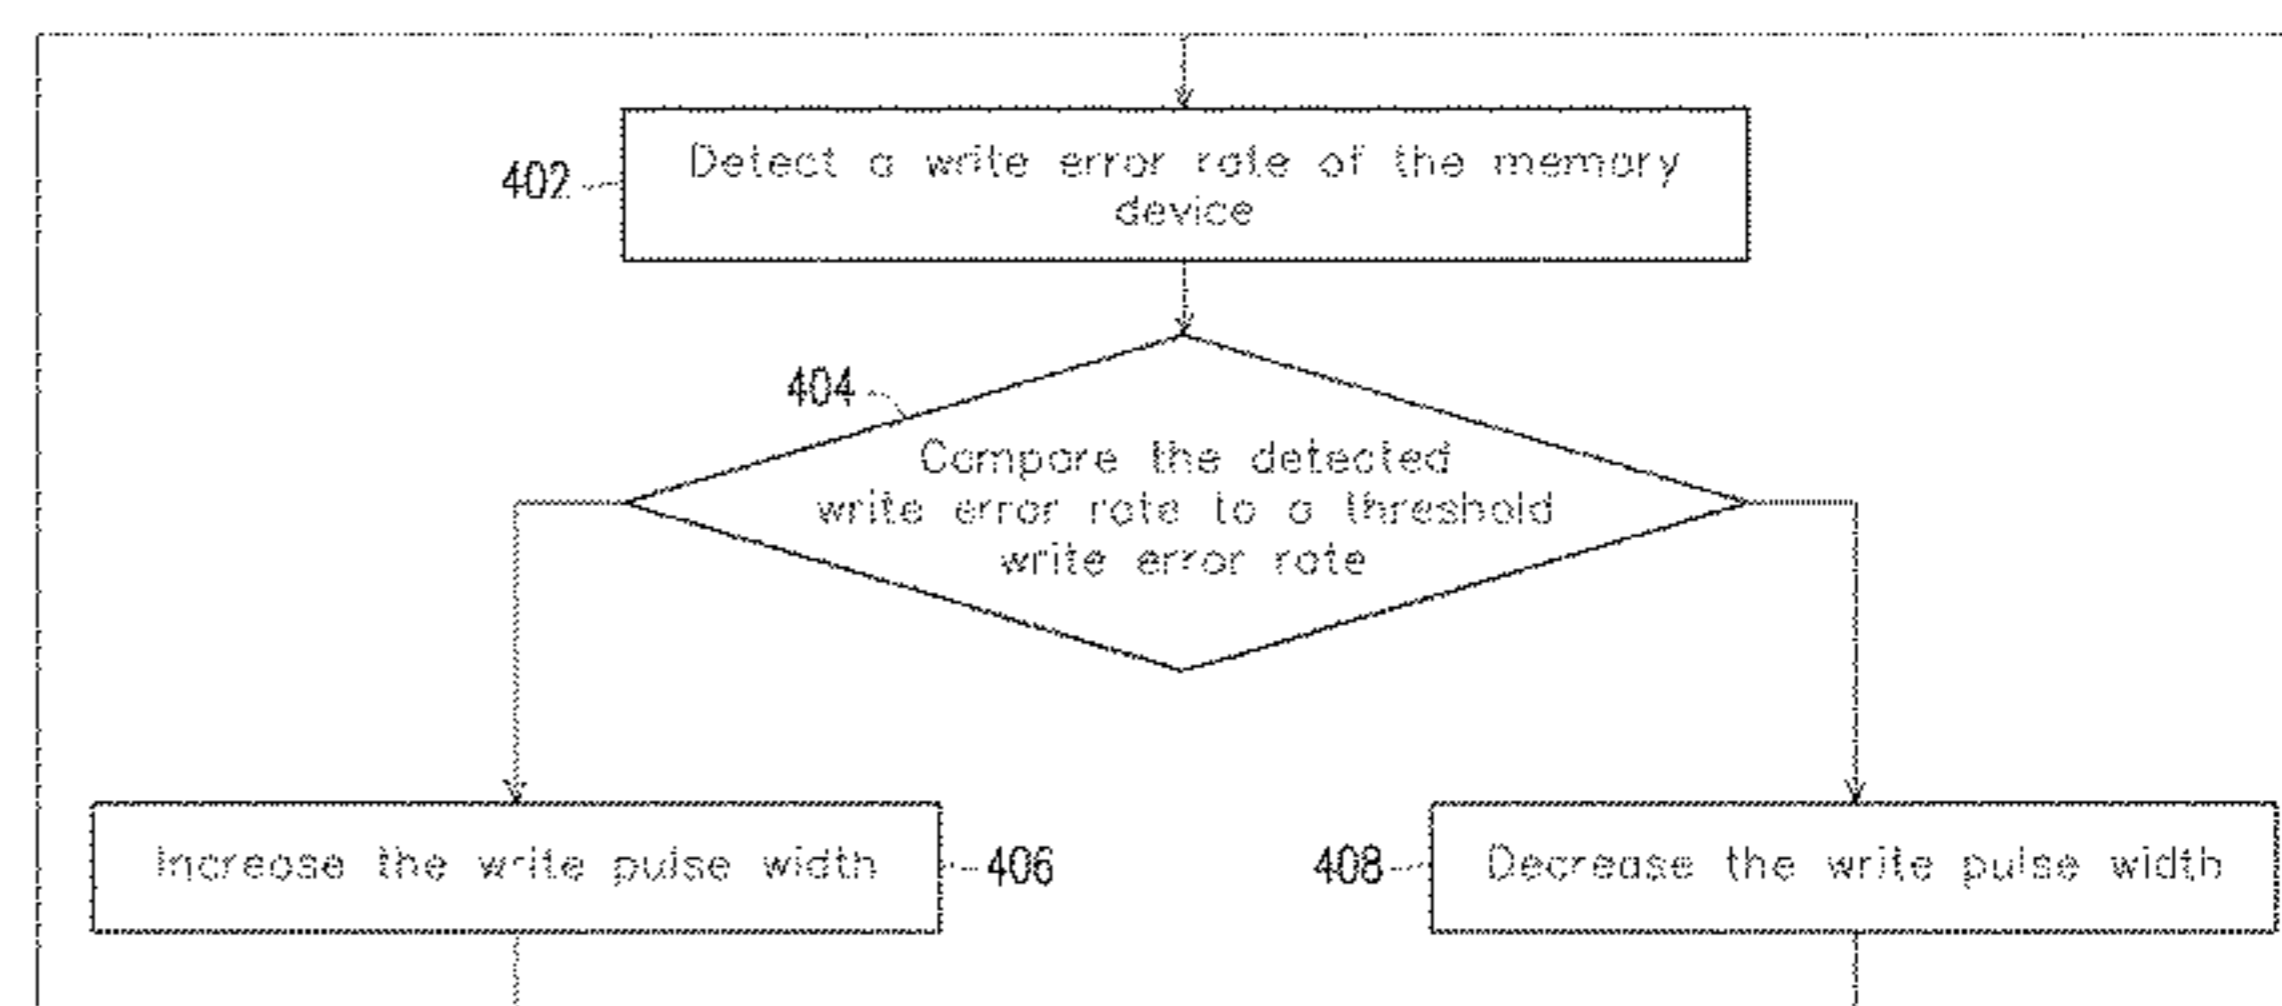 402
Detect a write error rate of the memory
device
404
Compare the detected
write error rate to a threshold
write error rate
Increase the write pulse width
406
408
Decrease the write pulse width